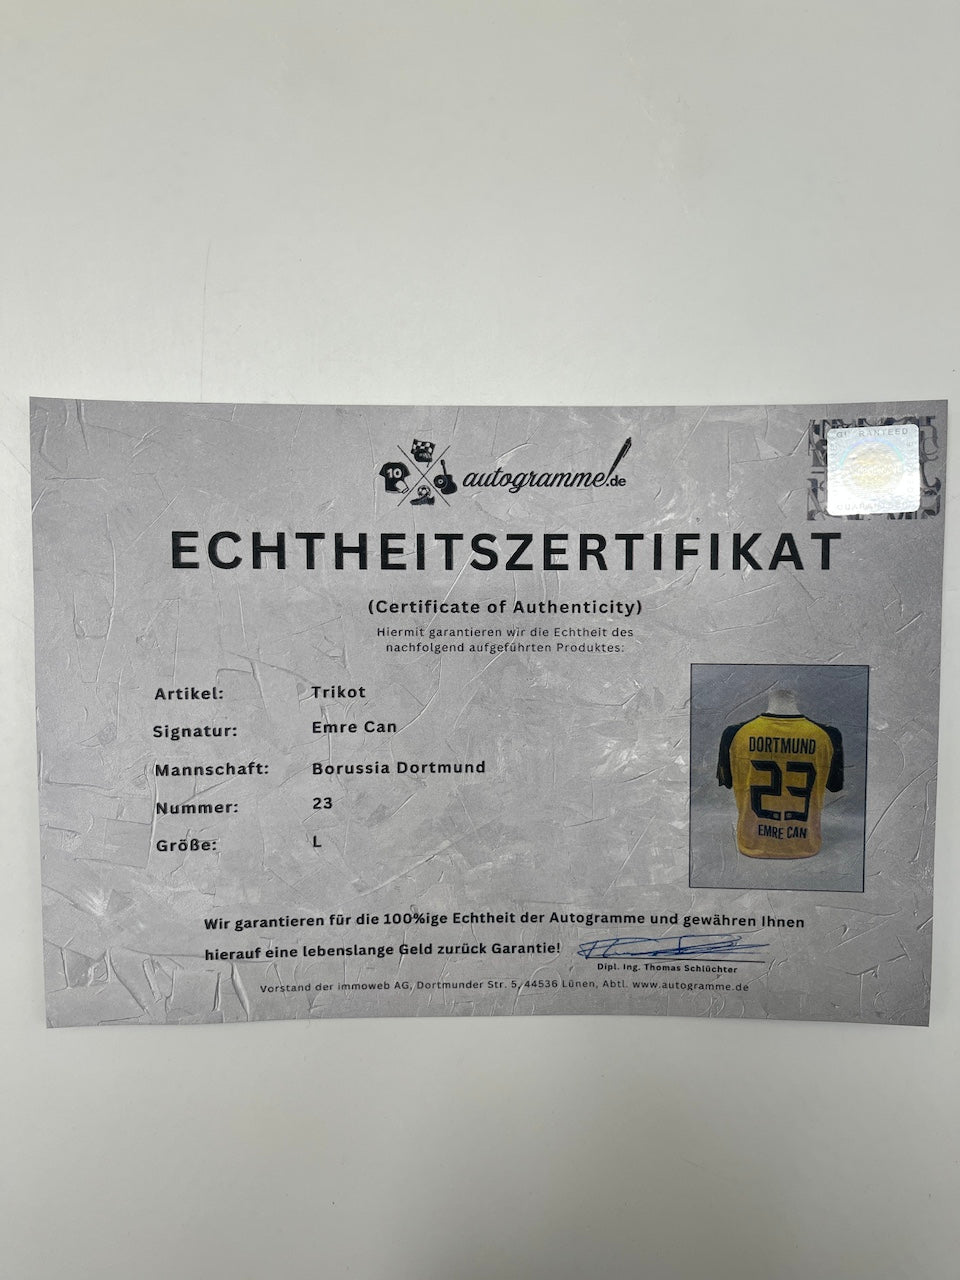 GUARANTEED
10
autogramme.de
ECHTHEITSZERTIFIKAT
(Certificate of Authenticity)
Hiermit garantieren wir die Echtheit des
nachfolgend aufgeführten Produktes:
Artikel: Trikot
Signatur: Emre Can
Mannschaft: Borussia Dortmund
Nummer: 23
Größe: L
DORTMUND
23
EMRE CAN
Wir garantieren für die 100%ige Echtheit der Autogramme und gewähren Ihnen
hierauf eine lebenslange Geld zurück Garantie!
Dipl. Ing. Thomas Schlüchter
Vorstand der immoweb AG, Dortmunder Str. 5, 44536 Lünen, Abtl. www.autogramme.de